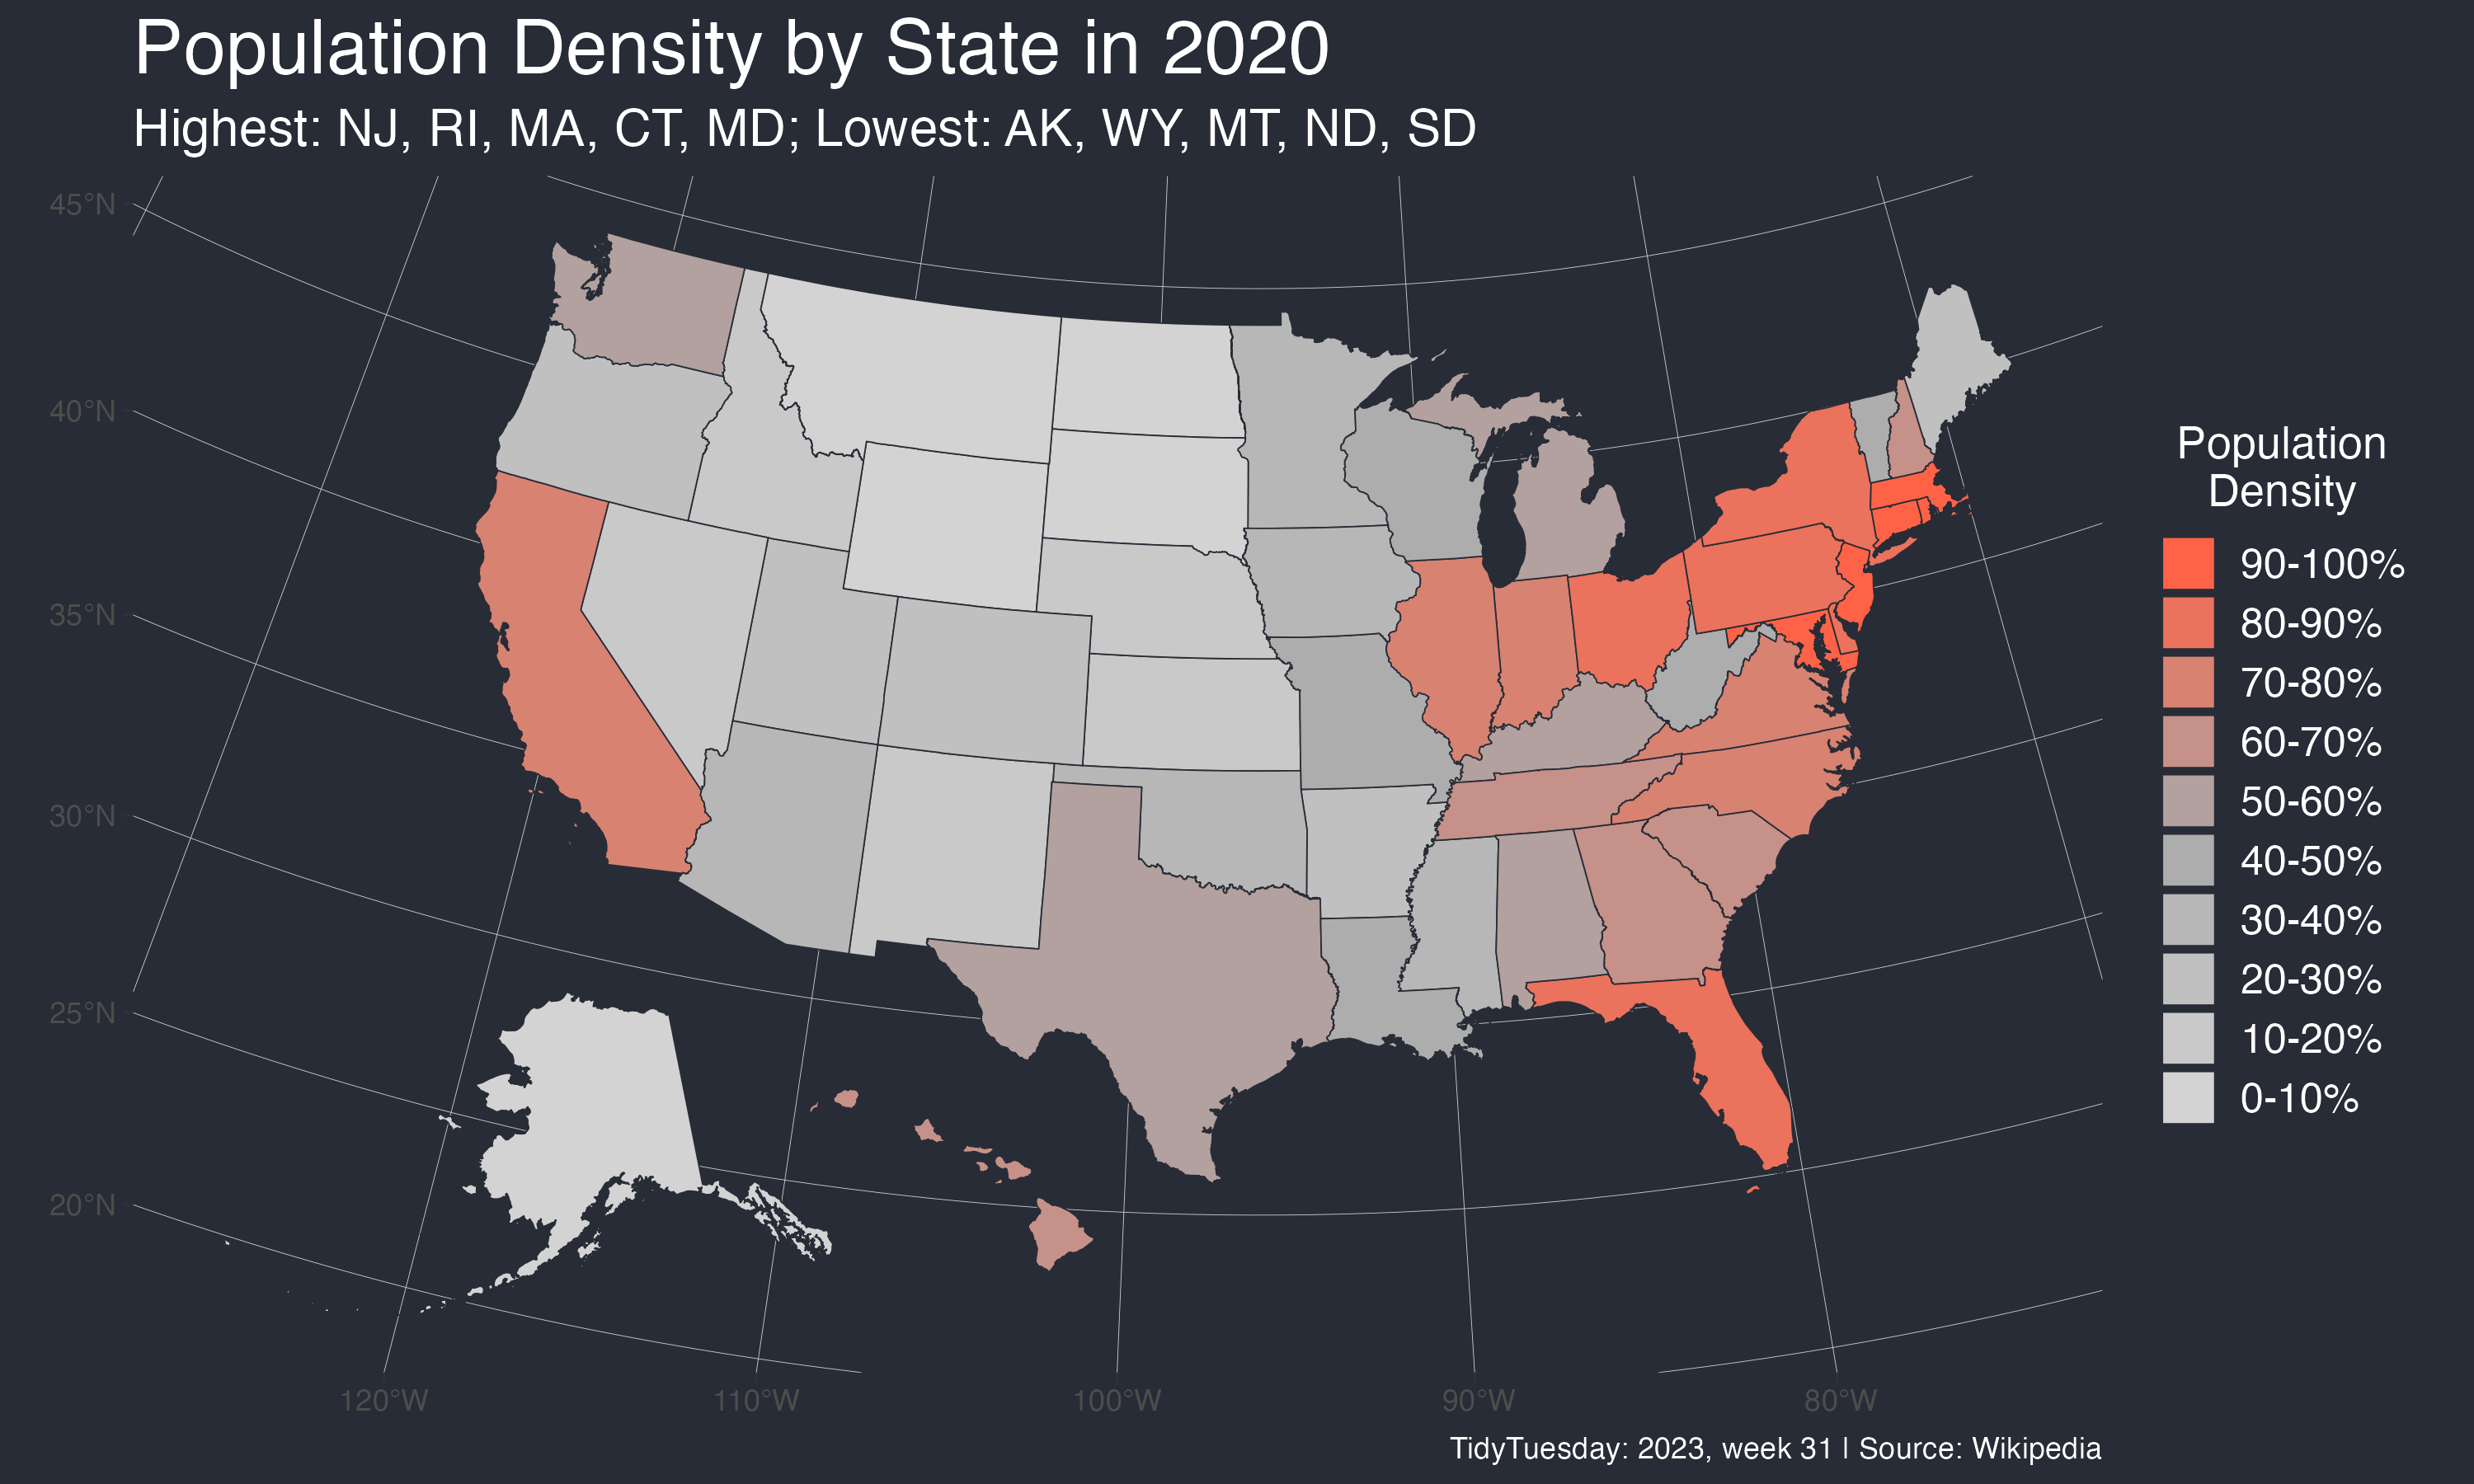 Population Density by State in 2020
Highest: NJ, RI, MA, CT, MD; Lowest: AK, WY, MT, ND, SD
45°N
40°N
35°N
30°N
25°N
20°N
120°W
110°W
100°W
90°W
80°W
Population
Density
90-100%
80-90%
70-80%
60-70%
50-60%
40-50%
30-40%
20-30%
10-20%
0-10%
TidyTuesday: 2023, week 31 | Source: Wikipedia